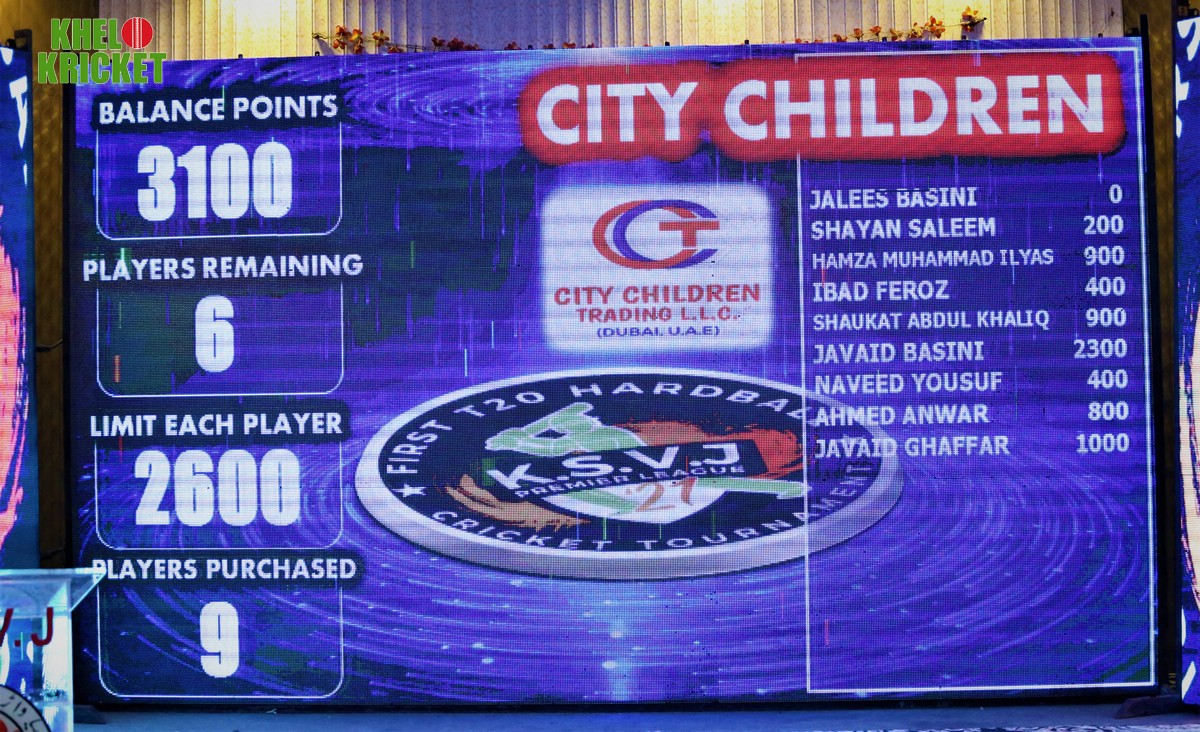 KHEL
KRICKET
BALANCE POINTS
3100
PLAYERS REMAINING
6
LIMIT EACH PLAYER
2600
PLAYERS PURCHASED
9
CITY CHILDREN
CT
CITY CHILDREN
TRADING L.L.C.
(DUBAI, U.A.E)
JALEES BASINI 0
SHAYAN SALEEM 200
HAMZA MUHAMMAD ILYAS 900
IBAD FEROZ 400
SHAUKAT ABDUL KHALIQ 900
JAVAID BASINI 2300
NAVEED YOUSUF 400
AHMED ANWAR 800
JAVAID GHAFFAR 1000
FIRST T20 HARDBAL
K.S.V.J
PREMIER LEAGUE
'21
CRICKET TOURNAMENT
V.J